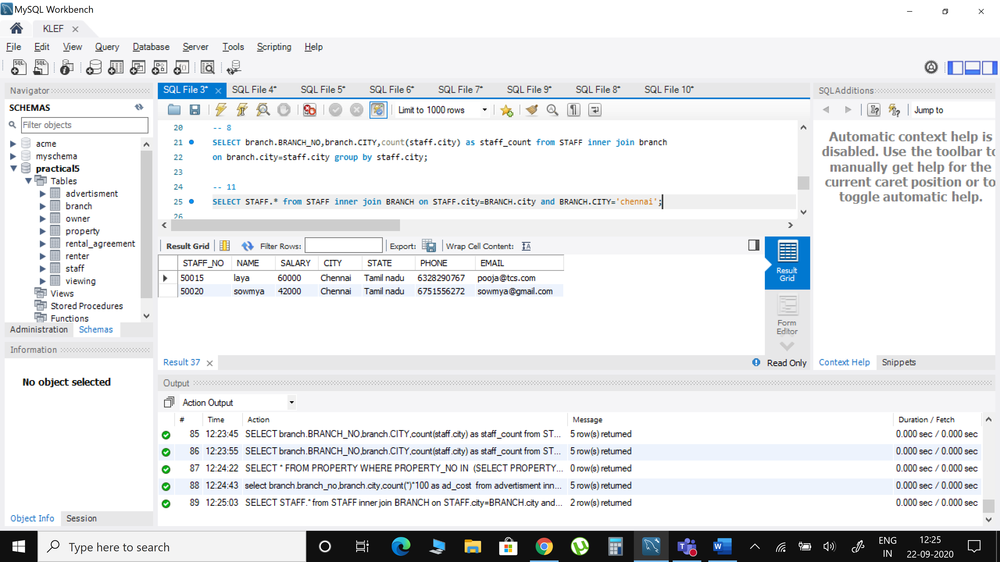 MySQL Workbench
KLEF
File Edit View Query Database Server Tools Scripting Help
Navigator
SCHEMAS
Filter objects
acme
myschema
practical5
Tables
advertisment
branch
owner
property
rental_agreement
renter
staff
viewing
Views
Stored Procedures
Functions
Administration Schemas
Information
No object selected
Object Info Session
SQL File 3* SQL File 4* SQL File 5* SQL File 6* SQL File 7* SQL File 9* SQL File 8* SQL File 10*
Limit to 1000 rows
20 -- 8
21 SELECT branch.BRANCH_NO,branch.CITY,count(staff.city) as staff_count from STAFF inner join branch
22 on branch.city=staff.city group by staff.city;
23
24 -- 11
25 SELECT STAFF.* from STAFF inner join BRANCH on STAFF.city=BRANCH.city and BRANCH.CITY='chennai';
26
Result Grid Filter Rows: Export: Wrap Cell Content:
STAFF_NO NAME SALARY CITY STATE PHONE EMAIL
50015 laya 60000 Chennai Tamil nadu 6328290767 pooja@tcs.com
50020 sowmya 42000 Chennai Tamil nadu 6751556272 sowmya@gmail.com
Result
Grid
Form
Editor
Result 37
Read Only
SQLAdditions
Jump to
Automatic context help is
disabled. Use the toolbar to
manually get help for the
current caret position or to
toggle automatic help.
Context Help Snippets
Output
Action Output
# Time Action Message Duration / Fetch
85 12:23:45 SELECT branch.BRANCH_NO,branch.CITY,count(staff.city) as staff_count from ST... 5 row(s) returned 0.000 sec / 0.000 sec
86 12:23:55 SELECT branch.BRANCH_NO,branch.CITY,count(staff.city) as staff_count from ST... 5 row(s) returned 0.000 sec / 0.000 sec
87 12:24:22 SELECT * FROM PROPERTY WHERE PROPERTY_NO IN (SELECT PROPERTY... 0 row(s) returned 0.000 sec / 0.000 sec
88 12:24:43 select branch.branch_no,branch.city,count(*)*100 as ad_cost from advertisment inn... 5 row(s) returned 0.000 sec / 0.000 sec
89 12:25:03 SELECT STAFF.* from STAFF inner join BRANCH on STAFF.city=BRANCH.city and... 2 row(s) returned 0.000 sec / 0.000 sec
Type here to search
ENG
IN
12:25
22-09-2020